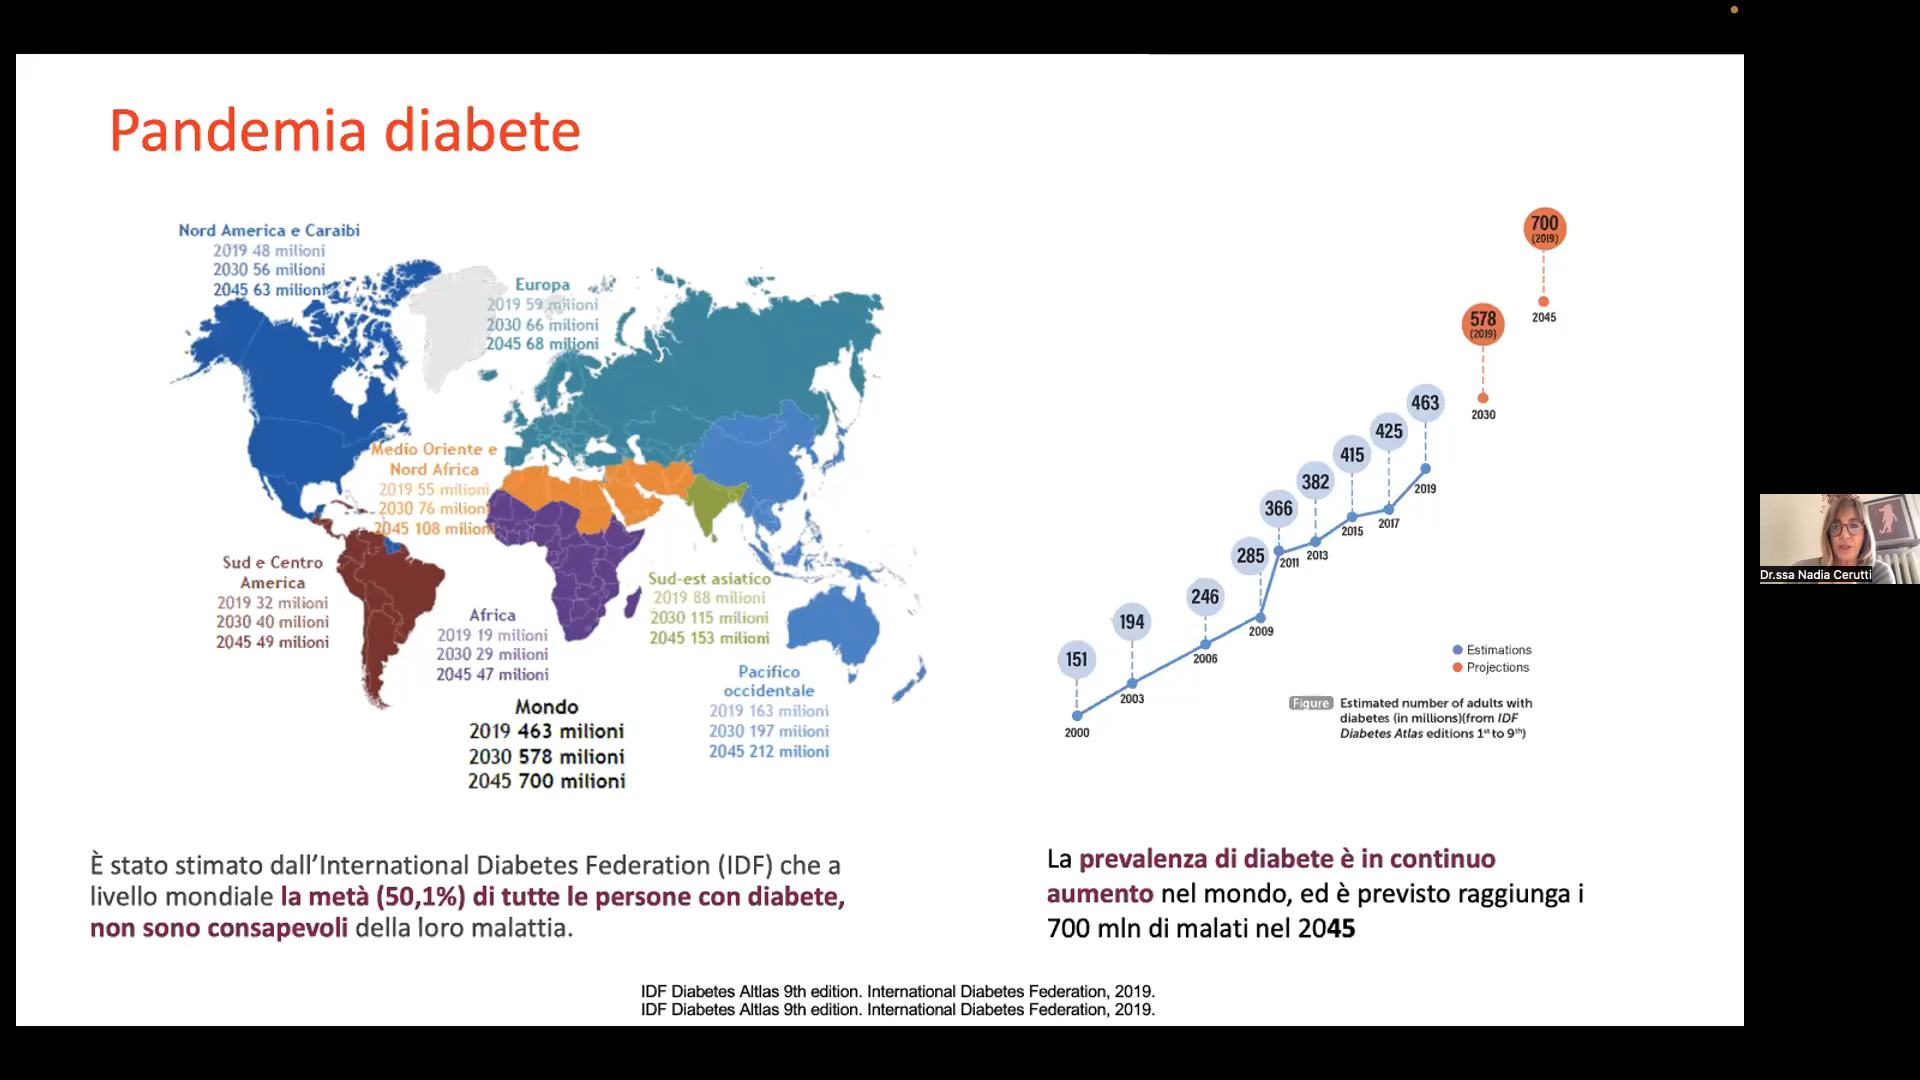 Pandemia diabete
Nord America e Caraibi
2019 48 milioni
2030 56 milioni
2045 63 milioni
Europa
2019 59 milioni
2030 66 milioni
2045 68 milioni
Medio Oriente e
Nord Africa
2019 55 milioni
2030 76 milioni
2045 108 milioni
Sud e Centro
America
2019 32 milioni
2030 40 milioni
2045 49 milioni
Africa
2019 19 milioni
2030 29 milioni
2045 47 milioni
Sud-est asiatico
2019 88 milioni
2030 115 milioni
2045 153 milioni
Pacifico
occidentale
2019 163 milioni
2030 197 milioni
2045 212 milioni
Mondo
2019 463 milioni
2030 578 milioni
2045 700 milioni
151
2000
194
2003
246
2006
285
2009
366
2011
382
2013
415
2015
425
2017
463
2019
578
(2019)
2030
700
(2019)
2045
Estimations
Projections
Figure Estimated number of adults with
diabetes (in millions)(from IDF
Diabetes Atlas editions 1st to 9th)
È stato stimato dall’International Diabetes Federation (IDF) che a
livello mondiale la metà (50,1%) di tutte le persone con diabete,
non sono consapevoli della loro malattia.
La prevalenza di diabete è in continuo
aumento nel mondo, ed è previsto raggiunga i
700 mln di malati nel 2045
IDF Diabetes Altlas 9th edition. International Diabetes Federation, 2019.
IDF Diabetes Altlas 9th edition. International Diabetes Federation, 2019.
Dr.ssa Nadia Cerutti